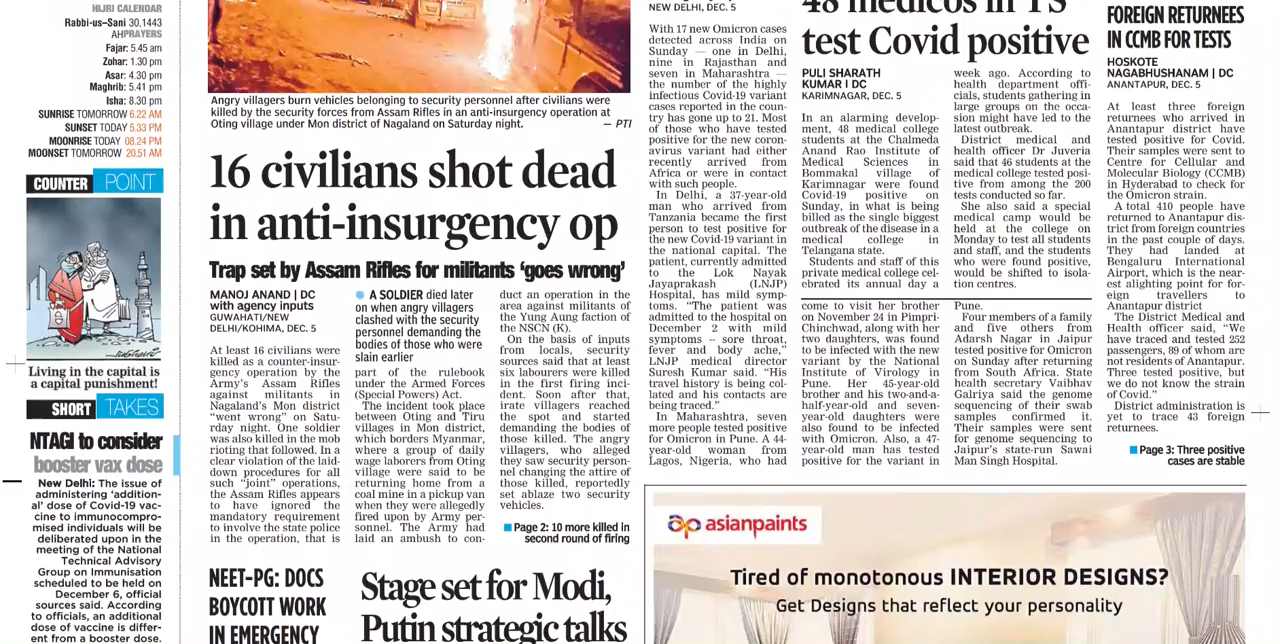 HIJRI CALENDAR
Rabbi-us–Sani 30,1443
AHPRAYERS
Fajar: 5.45 am
Zohar: 1.30 pm
Asar: 4.30 pm
Maghrib: 5.41 pm
Isha: 8.30 pm
SUNRISE TOMORROW 6.22 AM
SUNSET TODAY 5.33 PM
MOONRISE TODAY 08.24 PM
MOONSET TOMORROW 20.51 AM
COUNTER POINT
Living in the capital is
a capital punishment!
SHORT TAKES
NTAGI to consider
booster vax dose
New Delhi: The issue of
administering ‘addition-
al’ dose of Covid-19 vac-
cine to immunocompro-
mised individuals will be
deliberated upon in the
meeting of the National
Technical Advisory
Group on Immunisation
scheduled to be held on
December 6, official
sources said. According
to officials, an additional
dose of vaccine is differ-
ent from a booster dose.
Angry villagers burn vehicles belonging to security personnel after civilians were
killed by the security forces from Assam Rifles in an anti-insurgency operation at
Oting village under Mon district of Nagaland on Saturday night. — PTI
16 civilians shot dead
in anti-insurgency op
Trap set by Assam Rifles for militants ‘goes wrong’
MANOJ ANAND | DC
with agency inputs
GUWAHATI/NEW
DELHI/KOHIMA, DEC. 5
At least 16 civilians were
killed as a counter-insur-
gency operation by the
Army's Assam Rifles
against militants in
Nagaland's Mon district
“went wrong” on Satu-
rday night. One soldier
was also killed in the mob
rioting that followed. In a
clear violation of the laid-
down procedures for all
such “joint” operations,
the Assam Rifles appears
to have ignored the
mandatory requirement
to involve the state police
in the operation, that is
A SOLDIER died later
on when angry villagers
clashed with the security
personnel demanding the
bodies of those who were
slain earlier
part of the rulebook
under the Armed Forces
(Special Powers) Act.
The incident took place
between Oting and Tiru
villages in Mon district,
which borders Myanmar,
where a group of daily
wage laborers from Oting
village were said to be
returning home from a
coal mine in a pickup van
when they were allegedly
fired upon by Army per-
sonnel. The Army had
laid an ambush to con-
duct an operation in the
area against militants of
the Yung Aung faction of
the NSCN (K).
On the basis of inputs
from locals, security
sources said that at least
six labourers were killed
in the first firing inci-
dent. Soon after that,
irate villagers reached
the spot and started
demanding the bodies of
those killed. The angry
villagers, who alleged
they saw security person-
nel changing the attire of
those killed, reportedly
set ablaze two security
vehicles.
Page 2: 10 more killed in
second round of firing
NEET-PG: DOCS
BOYCOTT WORK
IN EMERGENCY
Stage set for Modi,
Putin strategic talks
NEW DELHI, DEC. 5
With 17 new Omicron cases
detected across India on
Sunday — one in Delhi,
nine in Rajasthan and
seven in Maharashtra —
the number of the highly
infectious Covid-19 variant
cases reported in the coun-
try has gone up to 21. Most
of those who have tested
positive for the new coron-
avirus variant had either
recently arrived from
Africa or were in contact
with such people.
In Delhi, a 37-year-old
man who arrived from
Tanzania became the first
person to test positive for
the new Covid-19 variant in
the national capital. The
patient, currently admitted
to the Lok Nayak
Jayaprakash (LNJP)
Hospital, has mild symp-
toms. “The patient was
admitted to the hospital on
December 2 with mild
symptoms -- sore throat,
fever and body ache,”
LNJP medical director
Suresh Kumar said. “His
travel history is being col-
lated and his contacts are
being traced.”
In Maharashtra, seven
more people tested positive
for Omicron in Pune. A 44-
year-old woman from
Lagos, Nigeria, who had
48 medicos in TS
test Covid positive
PULI SHARATH
KUMAR I DC
KARIMNAGAR, DEC. 5
In an alarming develop-
ment, 48 medical college
students at the Chalmeda
Anand Rao Institute of
Medical Sciences in
Bommakal village of
Karimnagar were found
Covid-19 positive on
Sunday, in what is being
billed as the single biggest
outbreak of the disease in a
medical college in
Telangana state.
Students and staff of this
private medical college cel-
ebrated its annual day a
week ago. According to
health department offi-
cials, students gathering in
large groups on the occa-
sion might have led to the
latest outbreak.
District medical and
health officer Dr Juveria
said that 46 students at the
medical college tested posi-
tive from among the 200
tests conducted so far.
She also said a special
medical camp would be
held at the college on
Monday to test all students
and staff, and the students
who were found positive,
would be shifted to isola-
tion centres.
come to visit her brother
on November 24 in Pimpri-
Chinchwad, along with her
two daughters, was found
to be infected with the new
variant by the National
Institute of Virology in
Pune. Her 45-year-old
brother and his two-and-a-
half-year-old and seven-
year-old daughters were
also found to be infected
with Omicron. Also, a 47-
year-old man has tested
positive for the variant in
Pune.
Four members of a family
and five others from
Adarsh Nagar in Jaipur
tested positive for Omicron
on Sunday after returning
from South Africa. State
health secretary Vaibhav
Galriya said the genome
sequencing of their swab
samples confirmed it.
Their samples were sent
for genome sequencing to
Jaipur's state-run Sawai
Man Singh Hospital.
FOREIGN RETURNEES
IN CCMB FOR TESTS
HOSKOTE
NAGABHUSHANAM | DC
ANANTAPUR, DEC. 5
At least three foreign
returnees who arrived in
Anantapur district have
tested positive for Covid.
Their samples were sent to
Centre for Cellular and
Molecular Biology (CCMB)
in Hyderabad to check for
the Omicron strain.
A total 410 people have
returned to Anantapur dis-
trict from foreign countries
in the past couple of days.
They had landed at
Bengaluru International
Airport, which is the near-
est alighting point for for-
eign travellers to
Anantapur district
The District Medical and
Health officer said, “We
have traced and tested 252
passengers, 89 of whom are
not residents of Anantapur.
Three tested positive, but
we do not know the strain
of Covid.”
District administration is
yet to trace 43 foreign
returnees.
Page 3: Three positive
cases are stable
asianpaints
Tired of monotonous INTERIOR DESIGNS?
Get Designs that reflect your personality